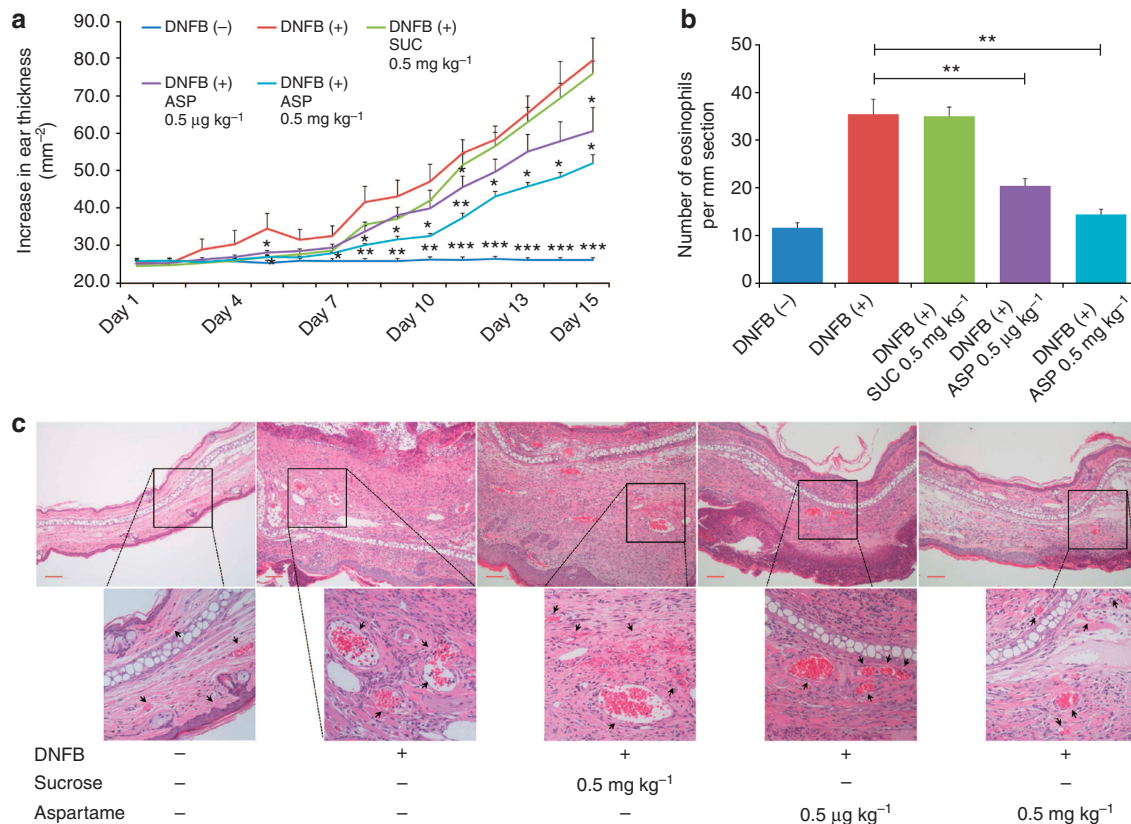 a
DNFB (−)
DNFB (+)
DNFB (+)
SUC
0.5 mg kg−1
DNFB (+)
ASP
0.5 μg kg−1
DNFB (+)
ASP
0.5 mg kg−1
Increase in ear thickness
(mm−2)
90.0
80.0
70.0
60.0
50.0
40.0
30.0
20.0
* * * * * * * * * *
* * * * ** * * * *
* * ** ** ** *** *** *** *** ***
Day 1
Day 4
Day 7
Day 10
Day 13
Day 15
b
Number of eosinophils
per mm section
50
40
30
20
10
0
**
**
DNFB (−)
DNFB (+)
DNFB (+)
SUC 0.5 mg kg−1
DNFB (+)
ASP 0.5 μg kg−1
DNFB (+)
ASP 0.5 mg kg−1
c
DNFB − + + + +
Sucrose − − 0.5 mg kg−1 − −
Aspartame − − − 0.5 μg kg−1 0.5 mg kg−1